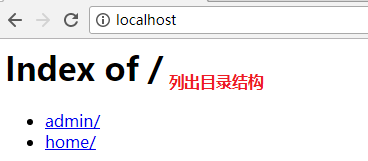 localhost
Index of / 列出目录结构
admin/
home/